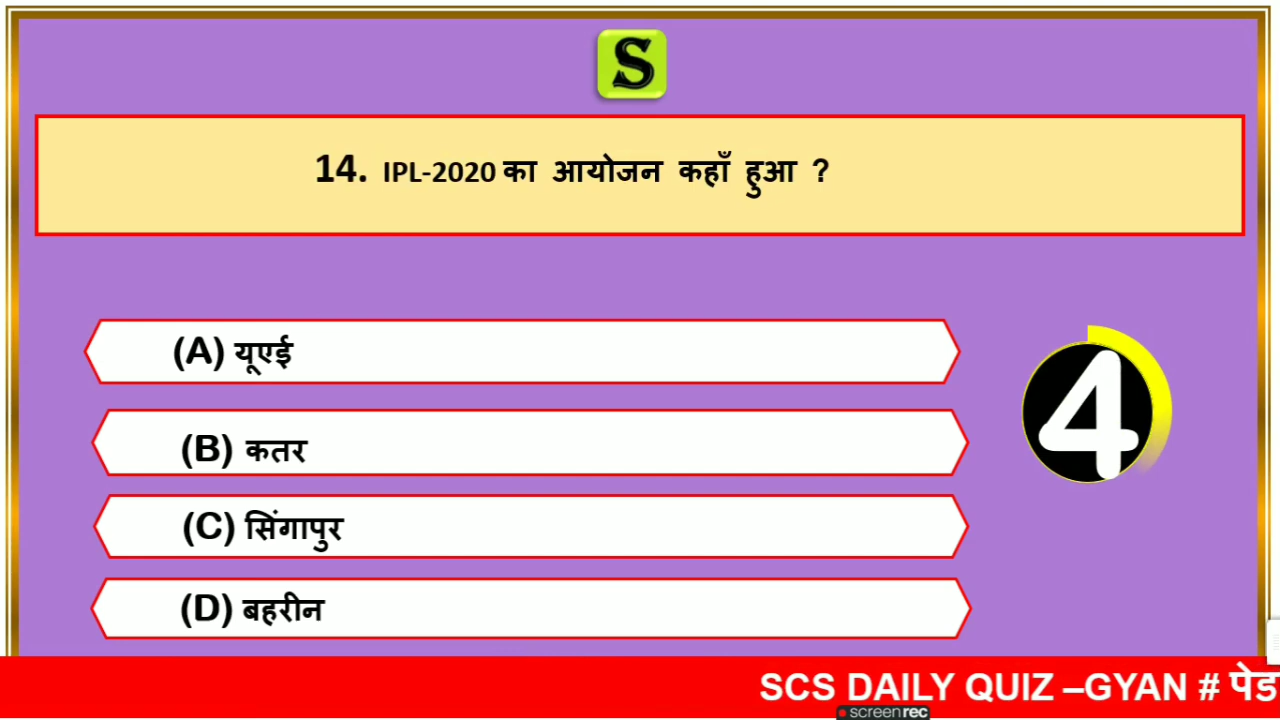 S
14. IPL-2020 का आयोजन कहाँ हुआ ?
(A) यूएई
(B) कतर
4
(C) सिंगापुर
(D) बहरीन
SCS DAILY QUIZ –GYAN # पेड
screenrec